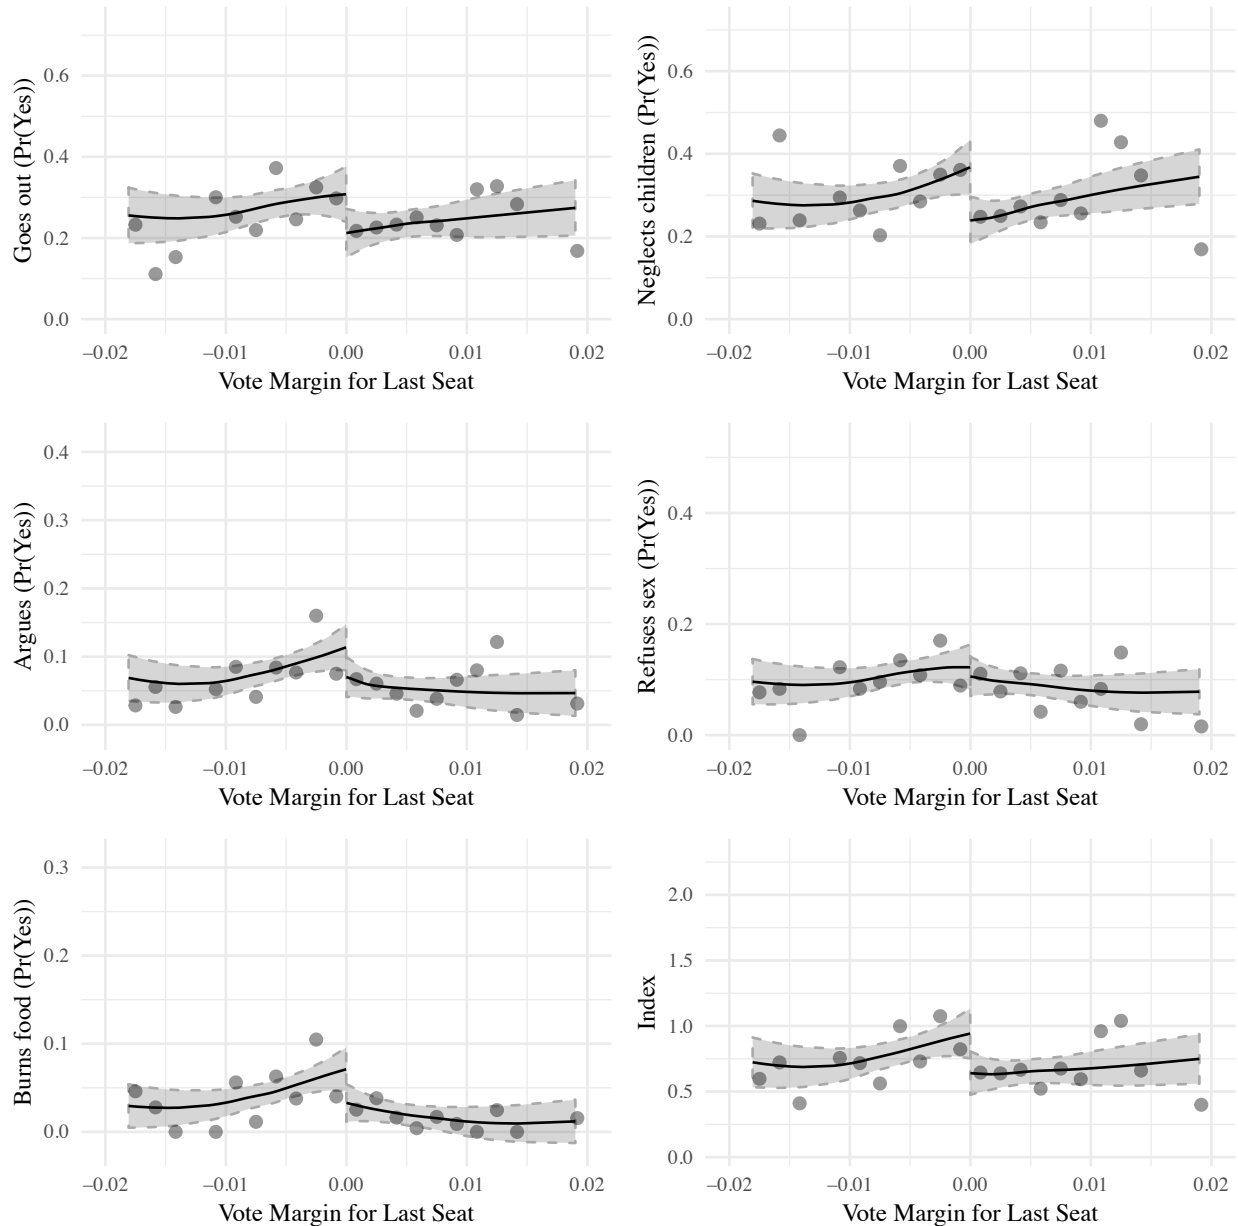 Goes out (Pr(Yes))
0.6
0.4
0.2
0.0
−0.02 −0.01 0.00 0.01 0.02
Vote Margin for Last Seat
Neglects children (Pr(Yes))
0.6
0.4
0.2
0.0
−0.02 −0.01 0.00 0.01 0.02
Vote Margin for Last Seat
Argues (Pr(Yes))
0.4
0.3
0.2
0.1
0.0
−0.02 −0.01 0.00 0.01 0.02
Vote Margin for Last Seat
Refuses sex (Pr(Yes))
0.4
0.2
0.0
−0.02 −0.01 0.00 0.01 0.02
Vote Margin for Last Seat
Burns food (Pr(Yes))
0.3
0.2
0.1
0.0
−0.02 −0.01 0.00 0.01 0.02
Vote Margin for Last Seat
Index
2.0
1.5
1.0
0.5
0.0
−0.02 −0.01 0.00 0.01 0.02
Vote Margin for Last Seat